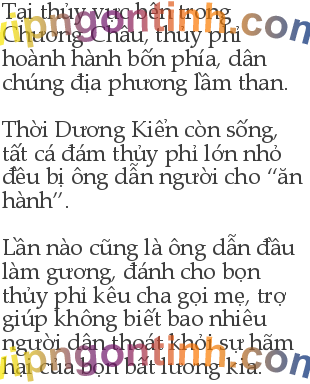 Tại thủy vực bên trong
Chương Châu, thủy phỉ
hoành hành bốn phía, dân
chúng địa phương lầm than.
Thời Dương Kiển còn sống,
tất cá đám thủy phỉ lớn nhỏ
đều bị ông dẫn người cho “ăn
hành”.
Lần nào cũng là ông dẫn đầu
làm gương, đánh cho bọn
thủy phỉ kêu cha gọi mẹ, trợ
giúp không biết bao nhiêu
người dân thoát khỏi sự hãm
hại của bọn bất lương kia.
vipngontinh.com
vipngontinh.com